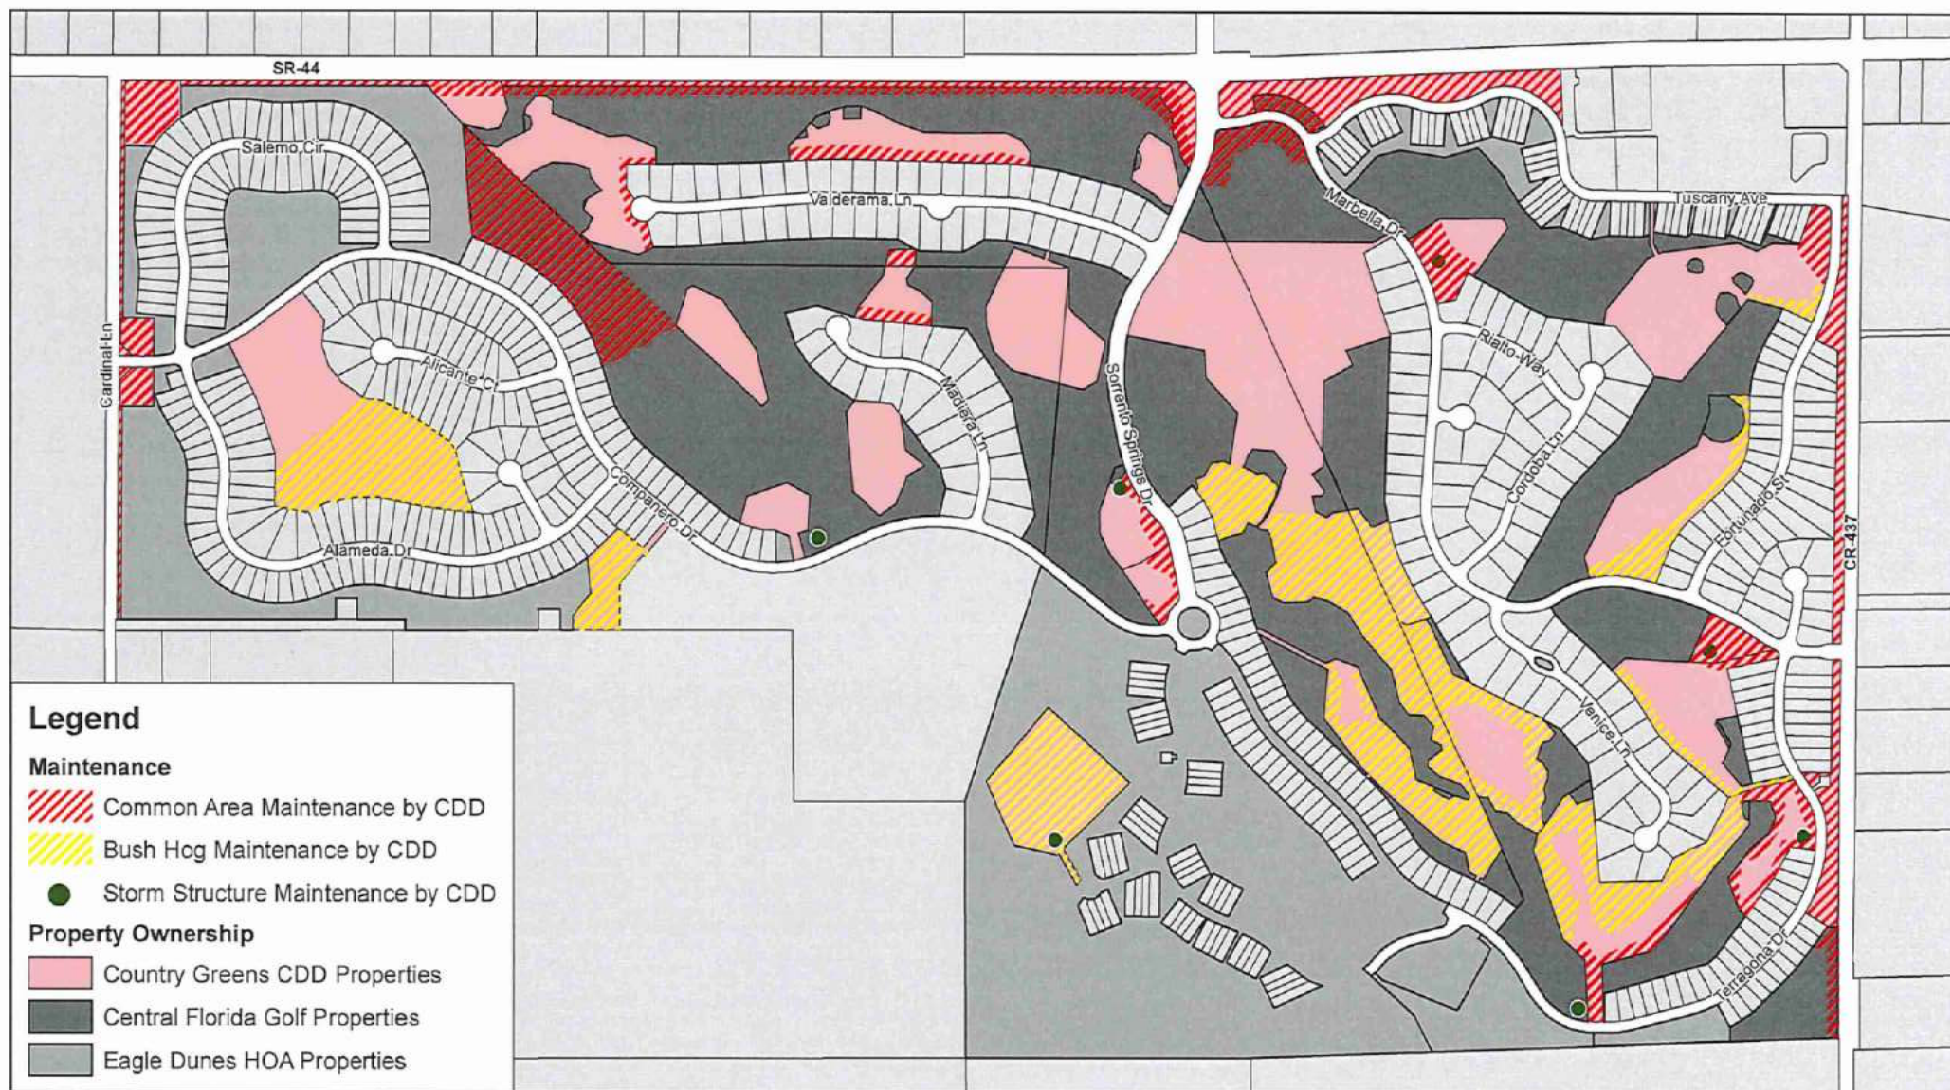 SR-44
Salerno Cir
Valderama Ln
Marbella Dr
Tuscany Ave
Cardinal Ln
Alicante Ct
Madiera Ln
Sorrento Springs Dr
Rialto Way
Cordoba Ln
Fortunado St
CR-437
Companero Dr
Alameda Dr
Venice Ln
Terragona Dr
Legend
Maintenance
Common Area Maintenance by CDD
Bush Hog Maintenance by CDD
Storm Structure Maintenance by CDD
Property Ownership
Country Greens CDD Properties
Central Florida Golf Properties
Eagle Dunes HOA Properties